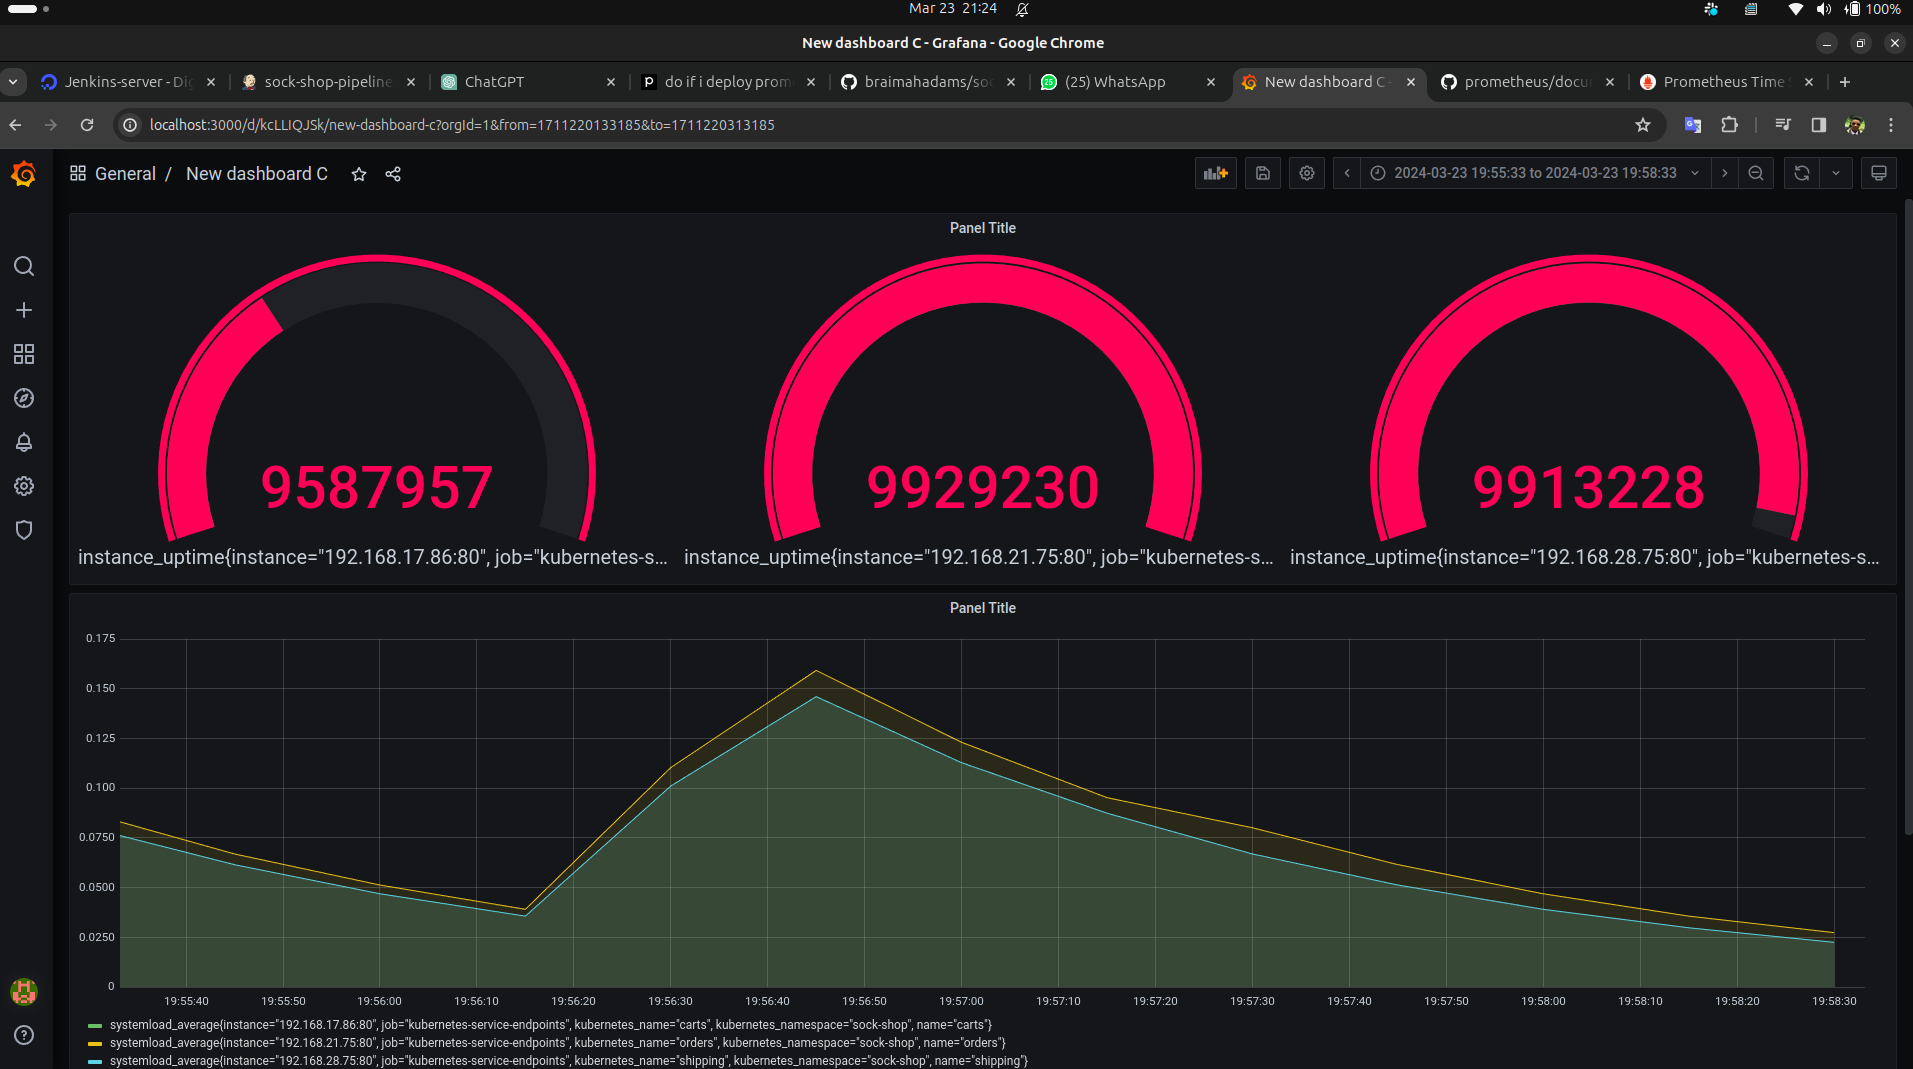 Mar 23 21:24
100%
New dashboard C - Grafana - Google Chrome
Jenkins-server - Di
sock-shop-pipeline
ChatGPT
do if i deploy prom
braimahadams/soc
(25) WhatsApp
New dashboard C -
prometheus/docu
Prometheus Time S
localhost:3000/d/kcLLIQJSk/new-dashboard-c?orgId=1&from=1711220133185&to=1711220313185
General / New dashboard C
2024-03-23 19:55:33 to 2024-03-23 19:58:33
Panel Title
9587957
9929230
9913228
instance_uptime{instance="192.168.17.86:80", job="kubernetes-s...
instance_uptime{instance="192.168.21.75:80", job="kubernetes-s...
instance_uptime{instance="192.168.28.75:80", job="kubernetes-s...
Panel Title
0.175
0.150
0.125
0.100
0.0750
0.0500
0.0250
0
19:55:40 19:55:50 19:56:00 19:56:10 19:56:20 19:56:30 19:56:40 19:56:50 19:57:00 19:57:10 19:57:20 19:57:30 19:57:40 19:57:50 19:58:00 19:58:10 19:58:20 19:58:30
systemload_average{instance="192.168.17.86:80", job="kubernetes-service-endpoints", kubernetes_name="carts", kubernetes_namespace="sock-shop", name="carts"}
systemload_average{instance="192.168.21.75:80", job="kubernetes-service-endpoints", kubernetes_name="orders", kubernetes_namespace="sock-shop", name="orders"}
systemload_average{instance="192.168.28.75:80", job="kubernetes-service-endpoints", kubernetes_name="shipping", kubernetes_namespace="sock-shop", name="shipping"}